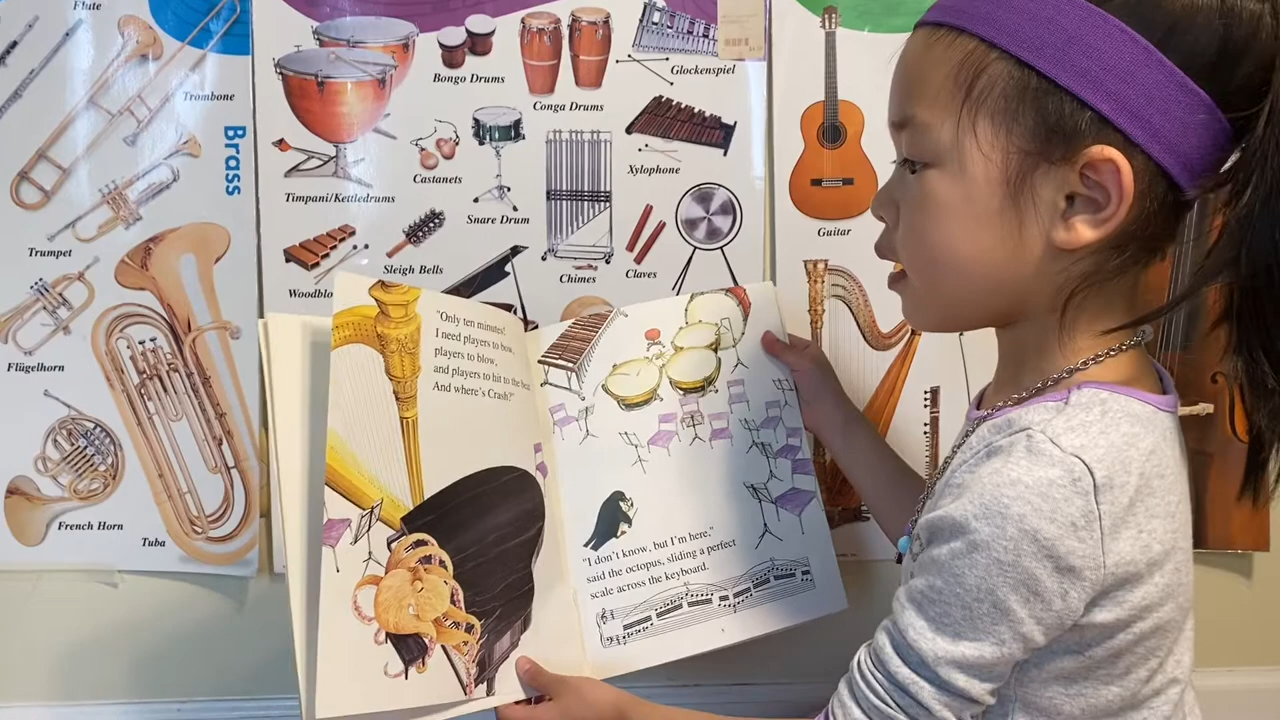 Flute
Trombone
Brass
Trumpet
Flügelhorn
French Horn
Tuba
Bongo Drums
Conga Drums
Glockenspiel
Timpani/Kettledrums
Castanets
Snare Drum
Xylophone
Sleigh Bells
Chimes
Claves
Guitar
"Only ten minutes!
I need players to bow,
players to blow,
and players to hit to the
And where's Crash?"
"I don't know, but I'm here,"
said the octopus, sliding a perfect
scale across the keyboard.